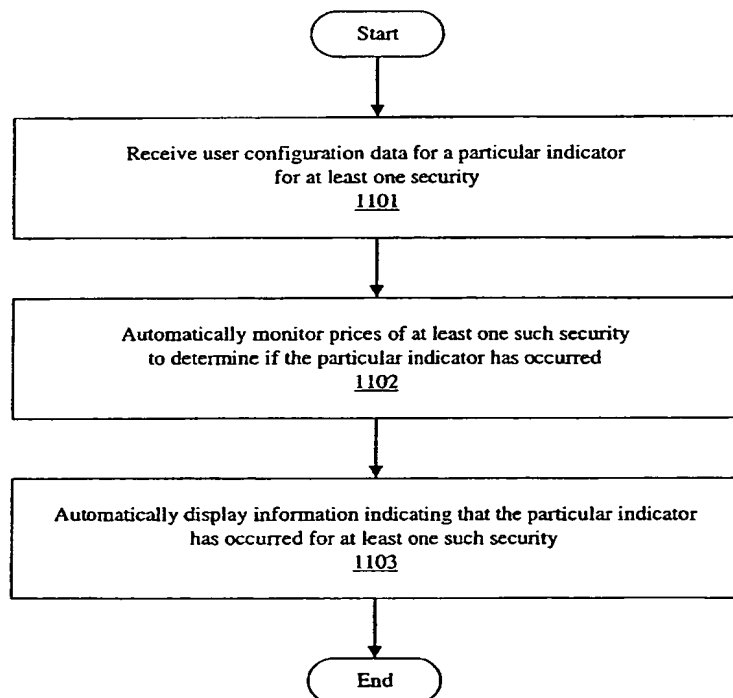 Start
Receive user configuration data for a particular indicator
for at least one security
1101
Automatically monitor prices of at least one such security
to determine if the particular indicator has occurred
1102
Automatically display information indicating that the particular indicator
has occurred for at least one such security
1103
End